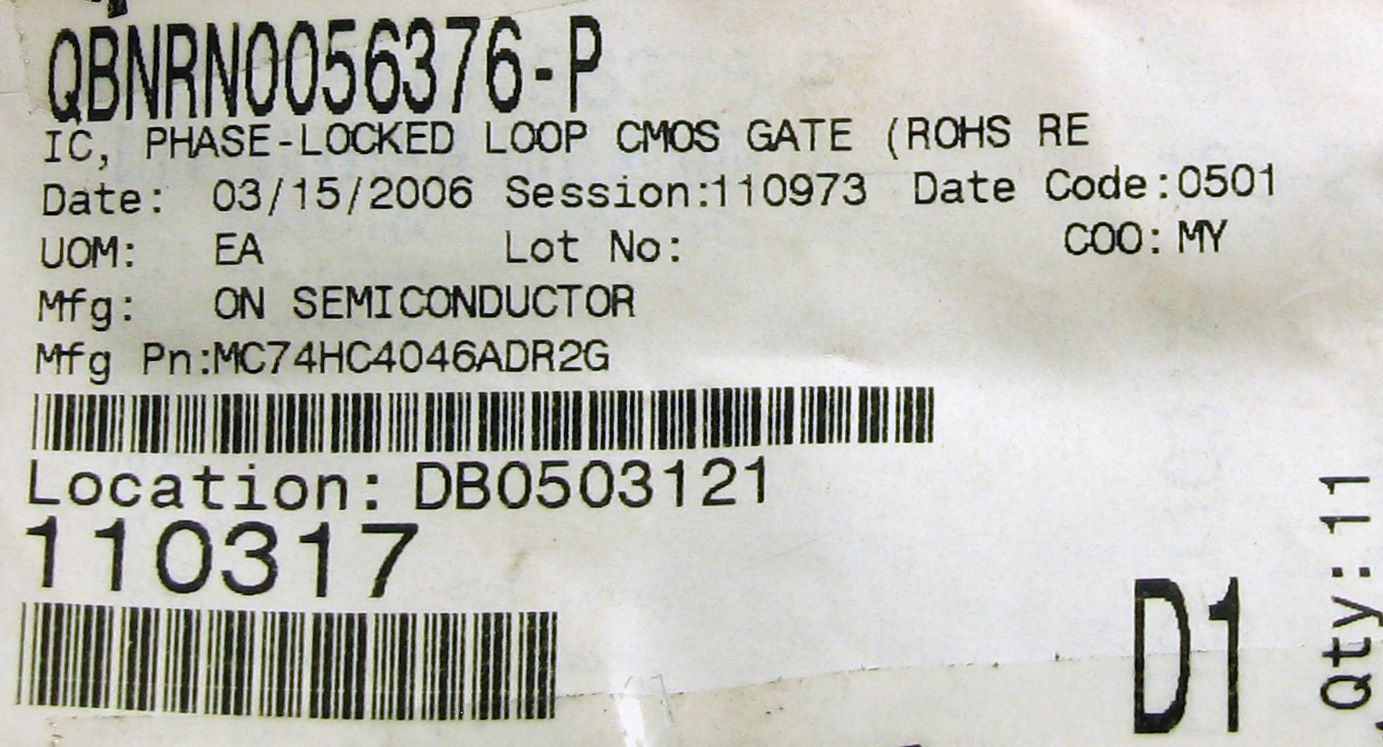 QBNRN0056376-P
IC, PHASE-LOCKED LOOP CMOS GATE (ROHS RE
Date: 03/15/2006 Session:110973 Date Code:0501
UOM: EA Lot No: COO: MY
Mfg: ON SEMICONDUCTOR
Mfg Pn:MC74HC4046ADR2G
Location: DB0503121
110317
D1
Qty: 11